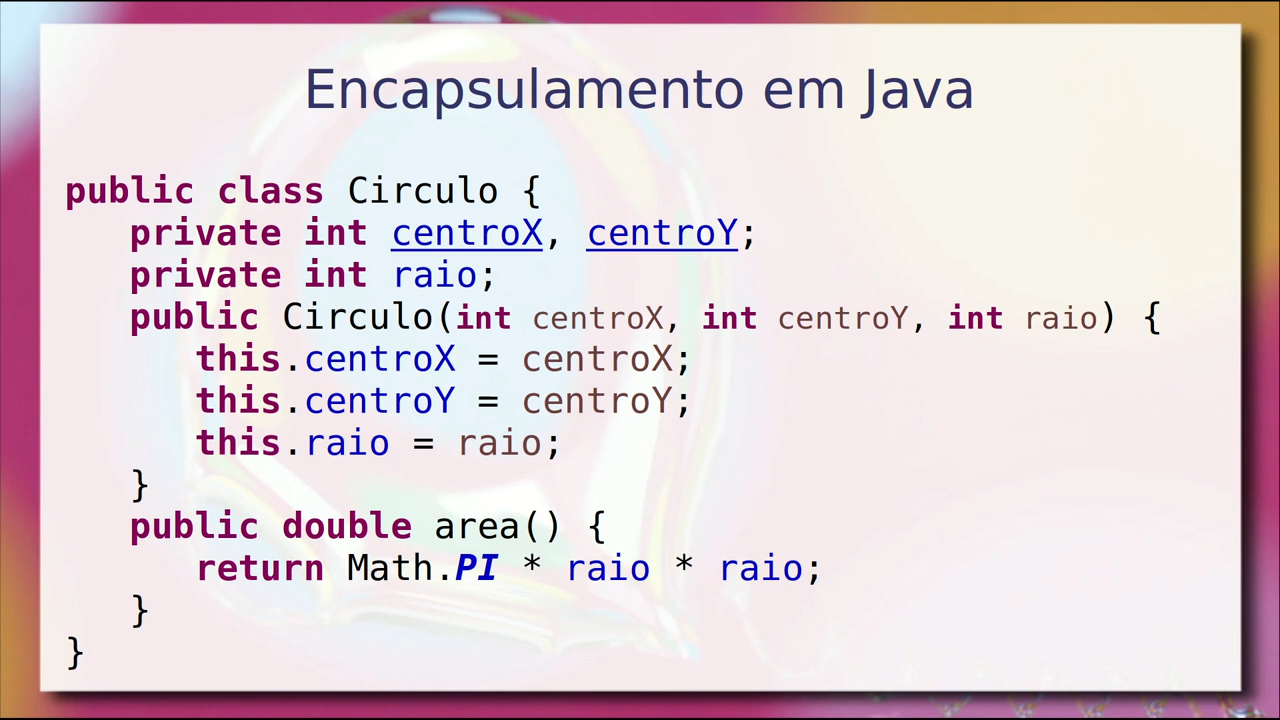 Encapsulamento em Java
public class Circulo {
private int centroX, centroY;
private int raio;
public Circulo(int centroX, int centroY, int raio) {
this.centroX = centroX;
this.centroY = centroY;
this.raio = raio;
}
public double area() {
return Math.PI * raio * raio;
}
}